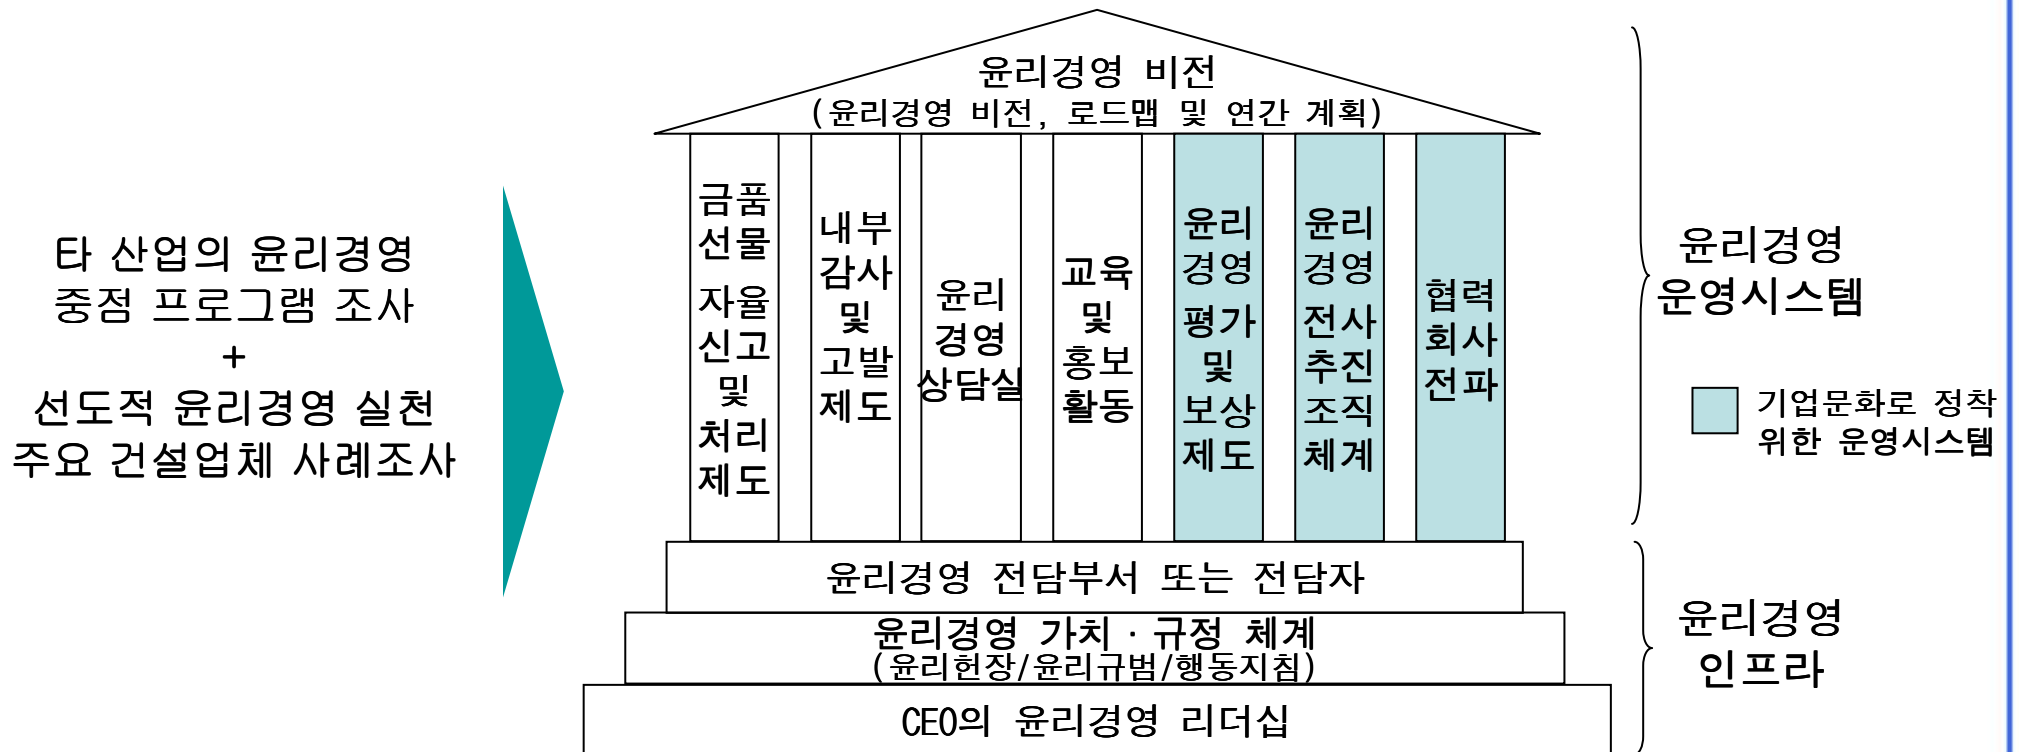 타 산업의 윤리경영
중점 프로그램 조사
+
선도적 윤리경영 실천
주요 건설업체 사례조사
윤리경영 비전
(윤리경영 비전, 로드맵 및 연간 계획)
금품
선물
자율
신고
및
처리
제도
내부
감사
및
고발
제도
윤리
경영
상담실
교육
및
홍보
활동
윤리
경영
평가
및
보상
제도
윤리
경영
전사
추진
조직
체계
협력
회사
전파
윤리경영 전담부서 또는 전담자
윤리경영 가치·규정 체계
(윤리헌장/윤리규범/행동지침)
CEO의 윤리경영 리더십
윤리경영
운영시스템
기업문화로 정착
위한 운영시스템
윤리경영
인프라